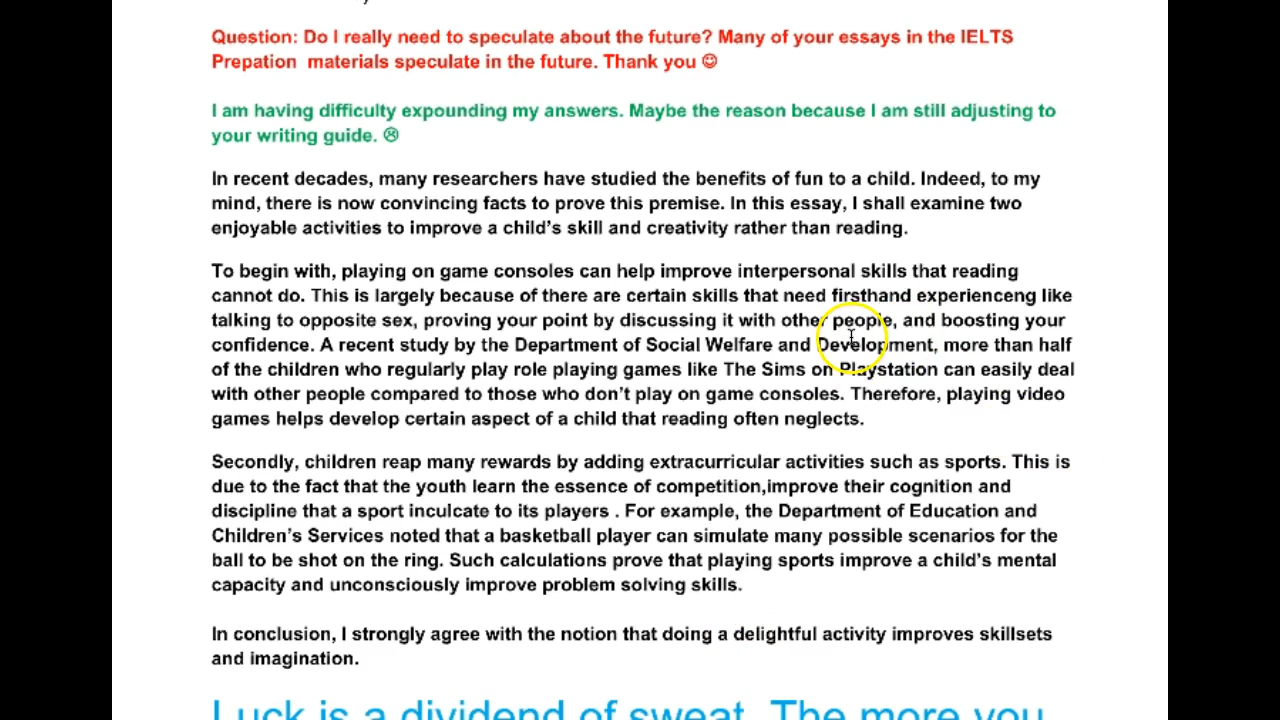 Question: Do I really need to speculate about the future? Many of your essays in the IELTS
Prepation materials speculate in the future. Thank you ☺
I am having difficulty expounding my answers. Maybe the reason because I am still adjusting to
your writing guide. ☹
In recent decades, many researchers have studied the benefits of fun to a child. Indeed, to my
mind, there is now convincing facts to prove this premise. In this essay, I shall examine two
enjoyable activities to improve a child's skill and creativity rather than reading.
To begin with, playing on game consoles can help improve interpersonal skills that reading
cannot do. This is largely because of there are certain skills that need firsthand experienceng like
talking to opposite sex, proving your point by discussing it with other people, and boosting your
confidence. A recent study by the Department of Social Welfare and Development, more than half
of the children who regularly play role playing games like The Sims on Playstation can easily deal
with other people compared to those who don't play on game consoles. Therefore, playing video
games helps develop certain aspect of a child that reading often neglects.
Secondly, children reap many rewards by adding extracurricular activities such as sports. This is
due to the fact that the youth learn the essence of competition,improve their cognition and
discipline that a sport inculcate to its players . For example, the Department of Education and
Children's Services noted that a basketball player can simulate many possible scenarios for the
ball to be shot on the ring. Such calculations prove that playing sports improve a child's mental
capacity and unconsciously improve problem solving skills.
In conclusion, I strongly agree with the notion that doing a delightful activity improves skillsets
and imagination.
Luck is a dividend of sweat. The more you